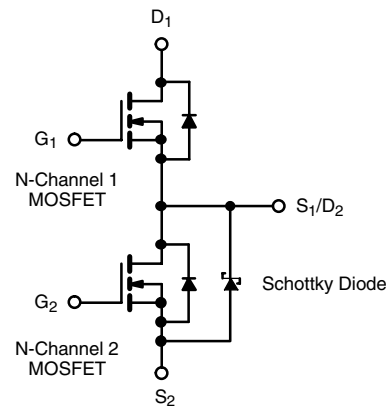 D₁
G₁
N-Channel 1
MOSFET
S₁/D₂
G₂
Schottky Diode
N-Channel 2
MOSFET
S₂